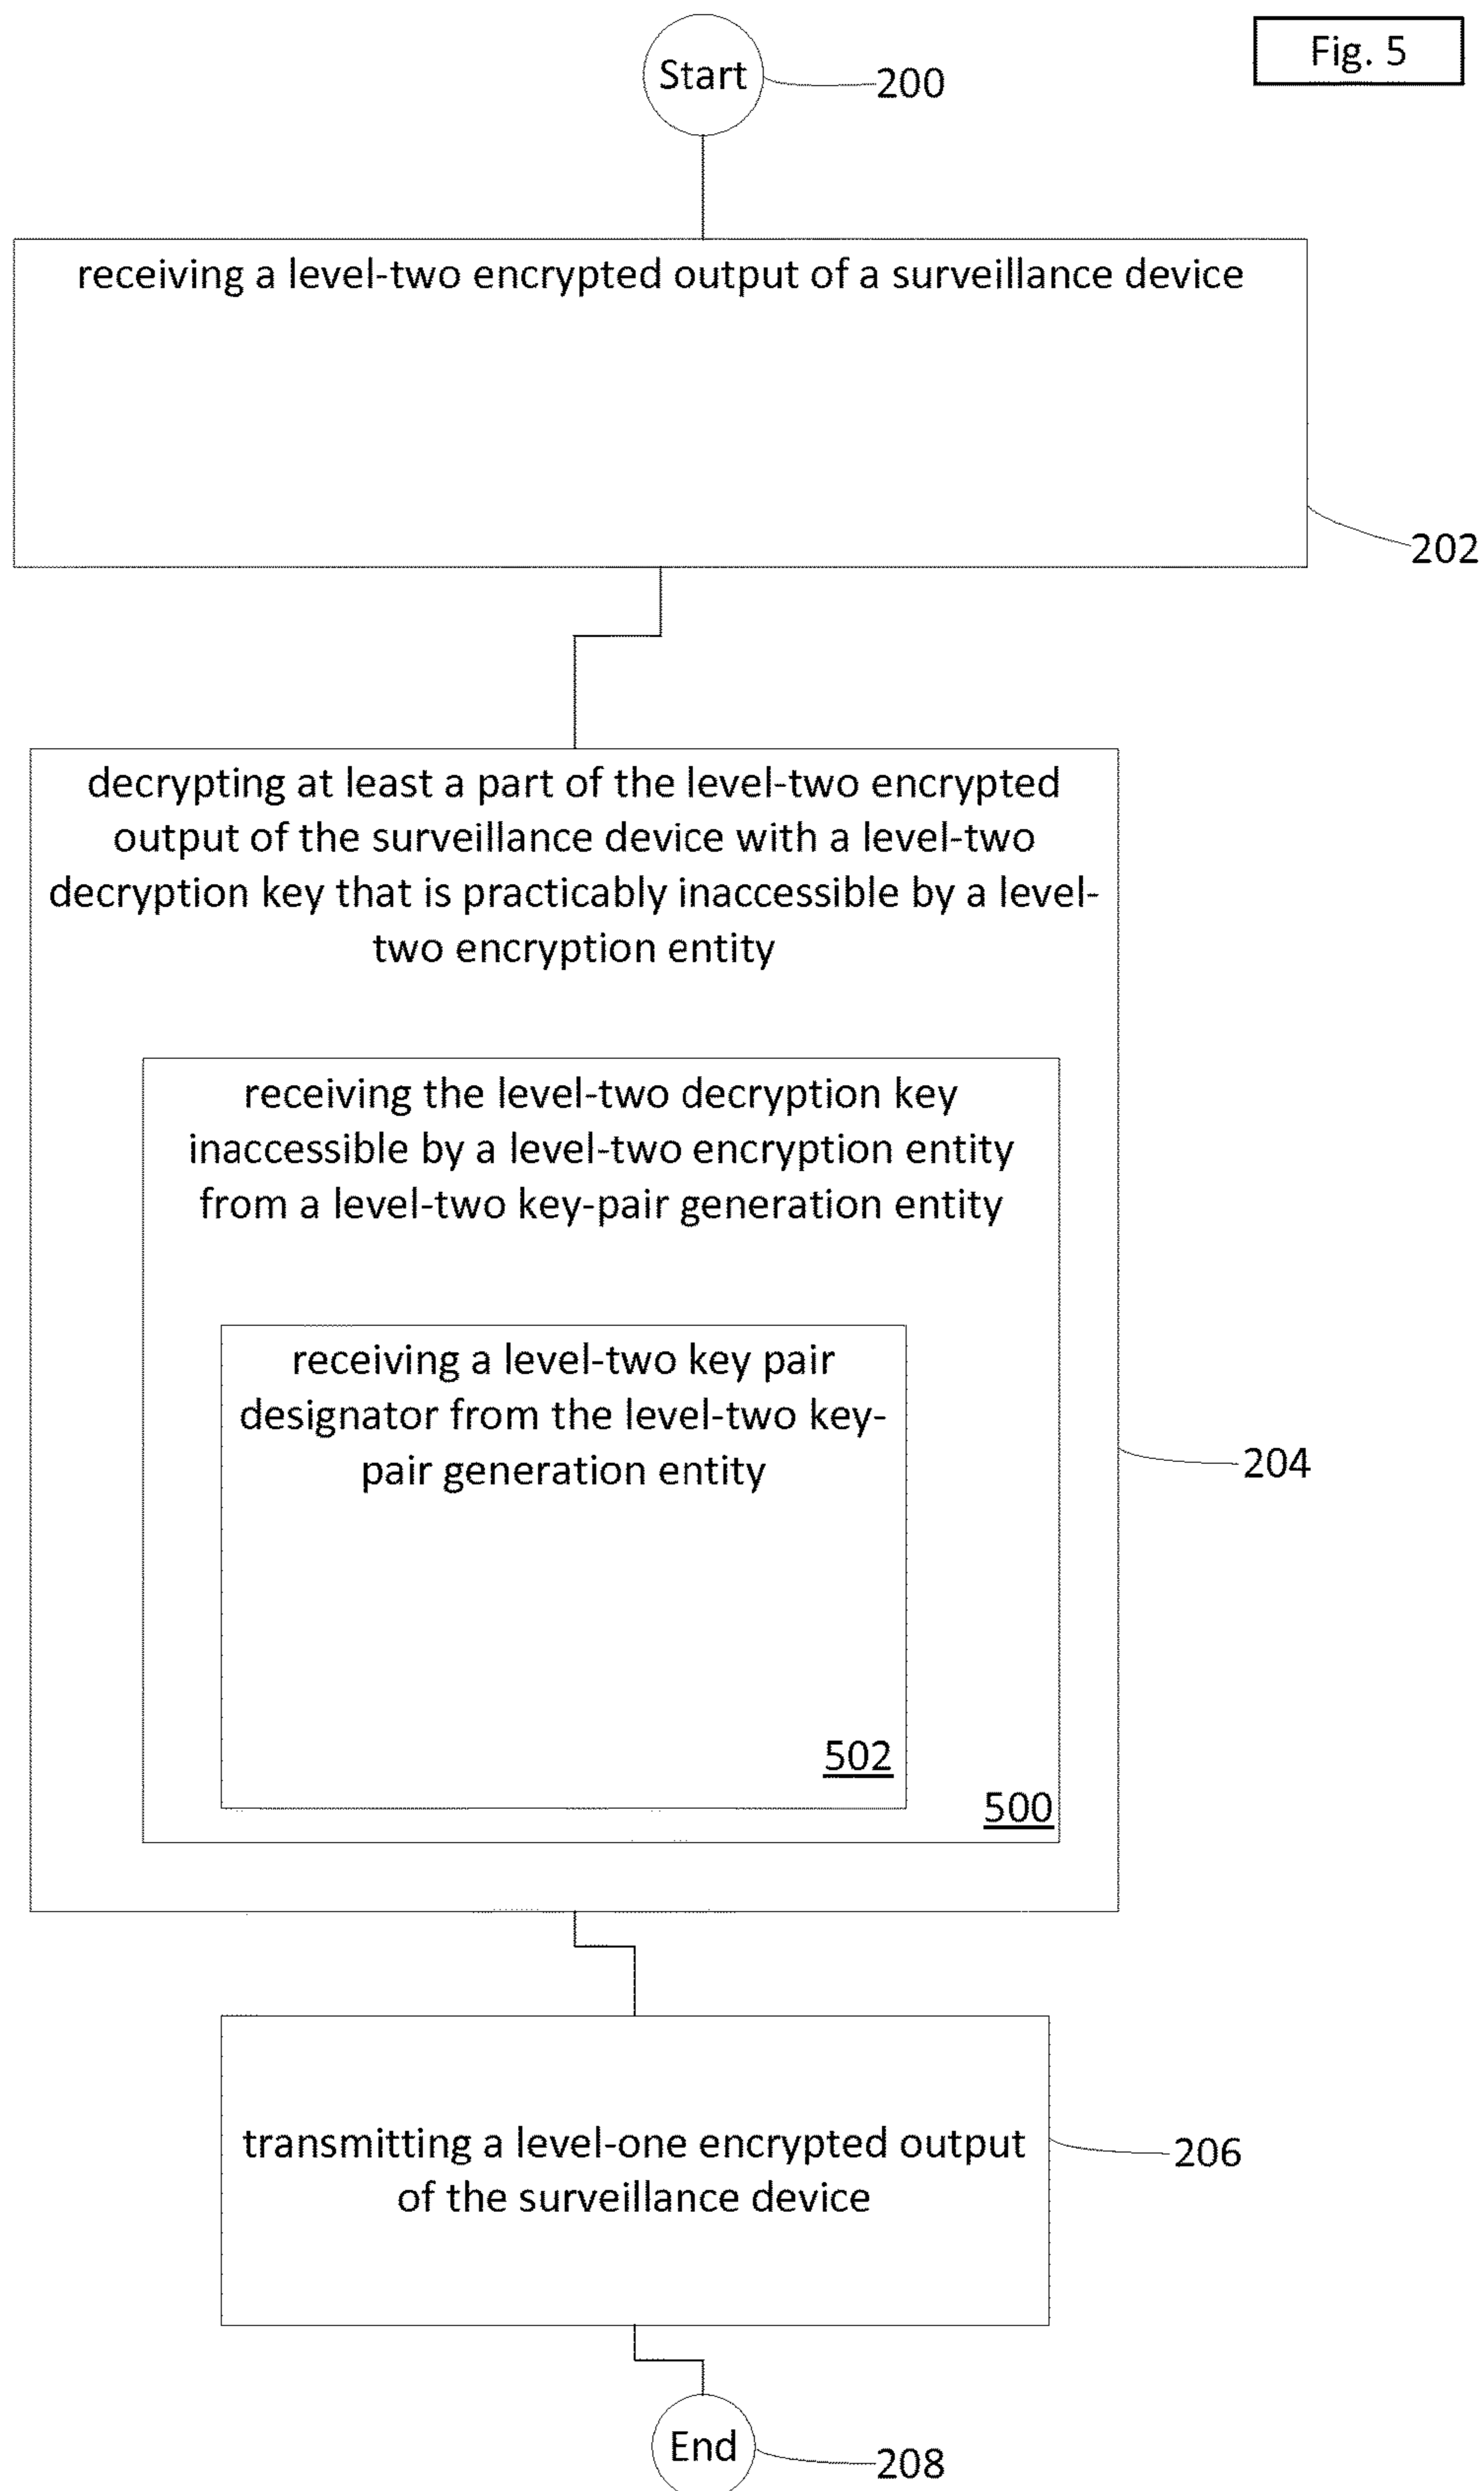 Fig. 5
Start
200
receiving a level-two encrypted output of a surveillance device
202
decrypting at least a part of the level-two encrypted
output of the surveillance device with a level-two
decryption key that is practicably inaccessible by a level-
two encryption entity
receiving the level-two decryption key
inaccessible by a level-two encryption entity
from a level-two key-pair generation entity
receiving a level-two key pair
designator from the level-two key-
pair generation entity
204
502
500
transmitting a level-one encrypted output
of the surveillance device
206
End
208